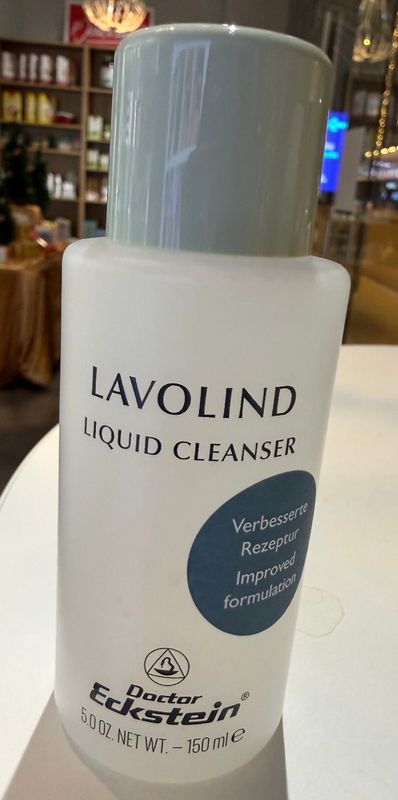 LAVOLIND
LIQUID CLEANSER
Verbesserte
Rezeptur
Improved
formulation
Doctor
Eckstein®
5.0 OZ. NET WT. – 150 ml ℮